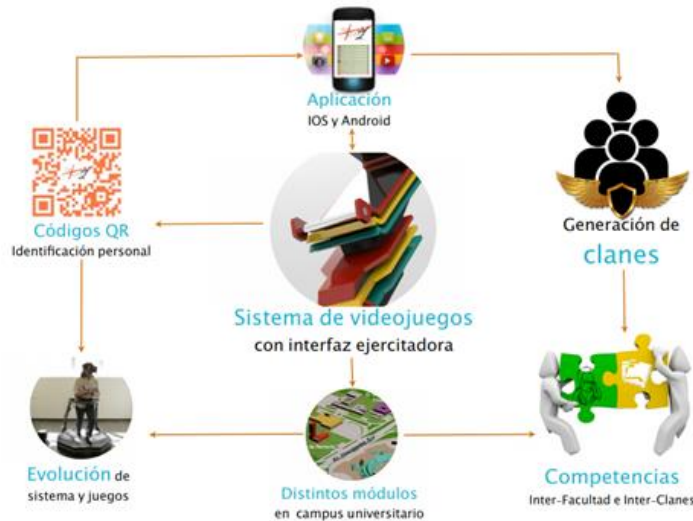 Aplicación
IOS y Android
Códigos QR
Identificación personal
Generación de
clanes
Sistema de videojuegos
con interfaz ejercitadora
Evolución de
sistema y juegos
Distintos módulos
en campus universitario
Competencias
Inter-Facultad e Inter-Clanes